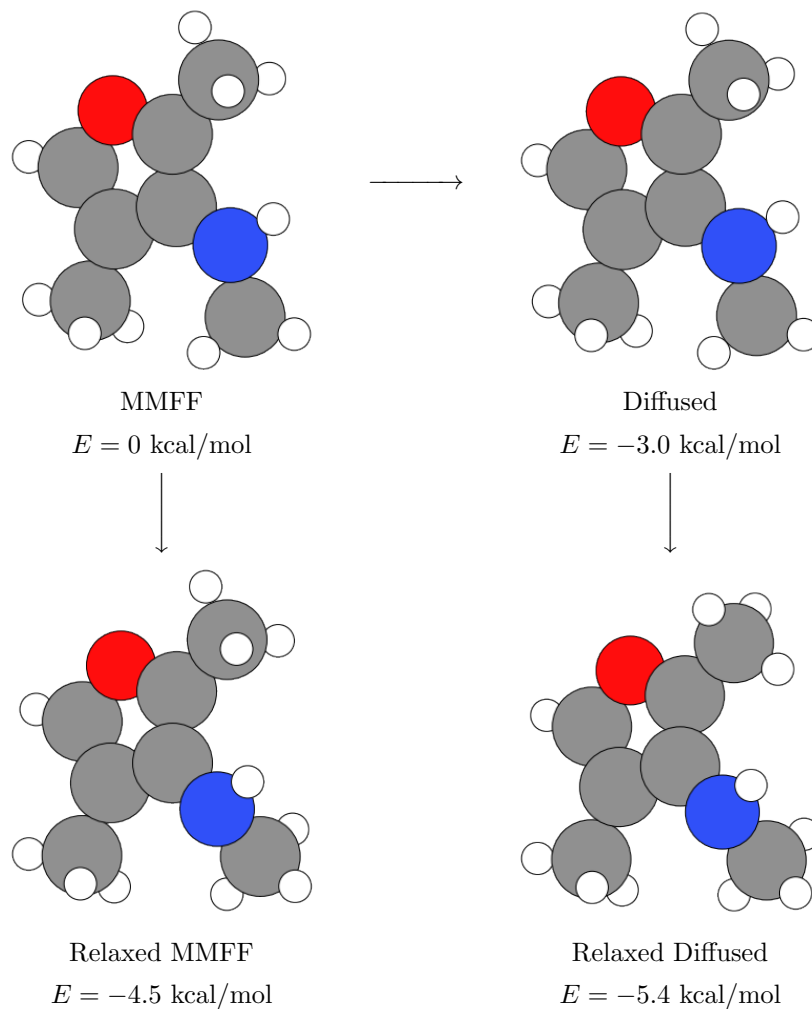 MMFF
E = 0 kcal/mol
Diffused
E = −3.0 kcal/mol
Relaxed MMFF
E = −4.5 kcal/mol
Relaxed Diffused
E = −5.4 kcal/mol